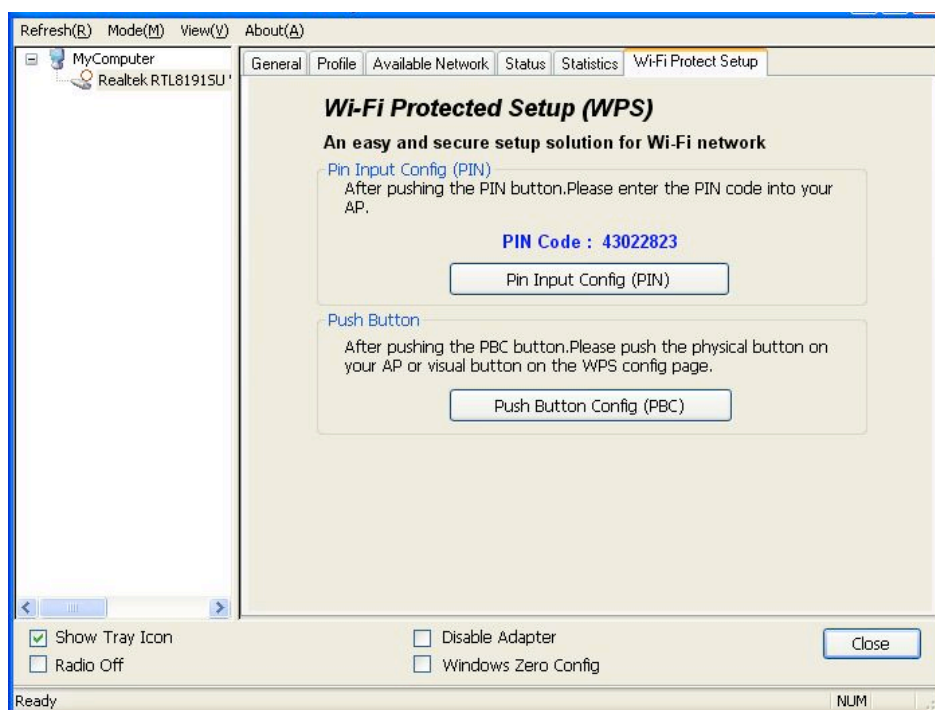 Refresh(R) Mode(M) View(V) About(A)
MyComputer
Realtek RTL8191SU
General Profile Available Network Status Statistics Wi-Fi Protect Setup
Wi-Fi Protected Setup (WPS)
An easy and secure setup solution for Wi-Fi network
Pin Input Config (PIN)
After pushing the PIN button.Please enter the PIN code into your
AP.
PIN Code : 43022823
Pin Input Config (PIN)
Push Button
After pushing the PBC button.Please push the physical button on
your AP or visual button on the WPS config page.
Push Button Config (PBC)
Show Tray Icon
Radio Off
Disable Adapter
Windows Zero Config
Close
Ready
NUM